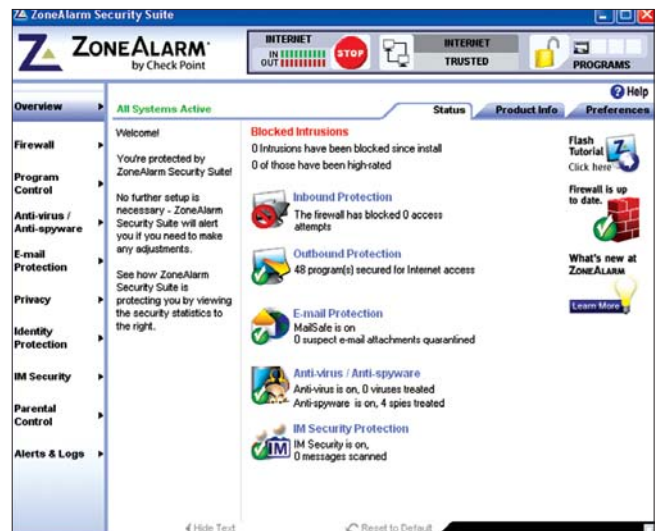 ZoneAlarm Security Suite
ZONEALARM
by Check Point
INTERNET
IN
OUT
STOP
INTERNET
TRUSTED
PROGRAMS
Help
Overview
All Systems Active
Status
Product Info
Preferences
Firewall
Program
Control
Anti-virus /
Anti-spyware
E-mail
Protection
Privacy
Identity
Protection
IM Security
Parental
Control
Alerts & Logs
Welcome!
You're protected by
ZoneAlarm Security Suite!
No further setup is
necessary - ZoneAlarm
Security Suite will alert
you if you need to make
any adjustments.
See how ZoneAlarm
Security Suite is
protecting you by viewing
the security statistics to
the right.
Blocked Intrusions
0 Intrusions have been blocked since install
0 of those have been high-rated
Inbound Protection
The firewall has blocked 0 access
attempts
Outbound Protection
48 program(s) secured for Internet access
E-mail Protection
MailSafe is on
0 suspect e-mail attachments quarantined
Anti-virus / Anti-spyware
Anti-virus is on, 0 viruses treated
Anti-spyware is on, 4 spies treated
IM Security Protection
IM
IM Security is on,
0 messages scanned
Flash
Tutorial
Click here
Firewall is up
to date.
What's new at
ZONEALARM
Learn More
Hide Text
Reset to Default